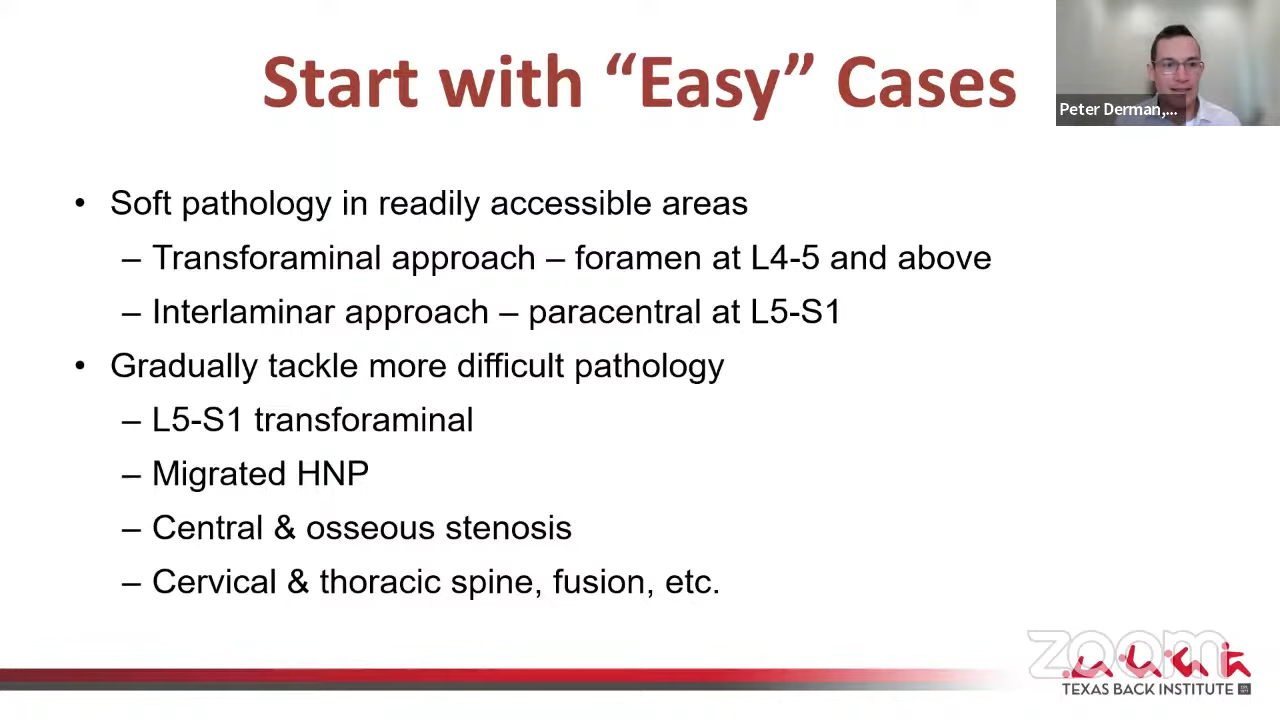 Start with “Easy” Cases
Peter Derman,...
• Soft pathology in readily accessible areas
– Transforaminal approach – foramen at L4-5 and above
– Interlaminar approach – paracentral at L5-S1
• Gradually tackle more difficult pathology
– L5-S1 transforaminal
– Migrated HNP
– Central & osseous stenosis
– Cervical & thoracic spine, fusion, etc.
zoom
TEXAS BACK INSTITUTE